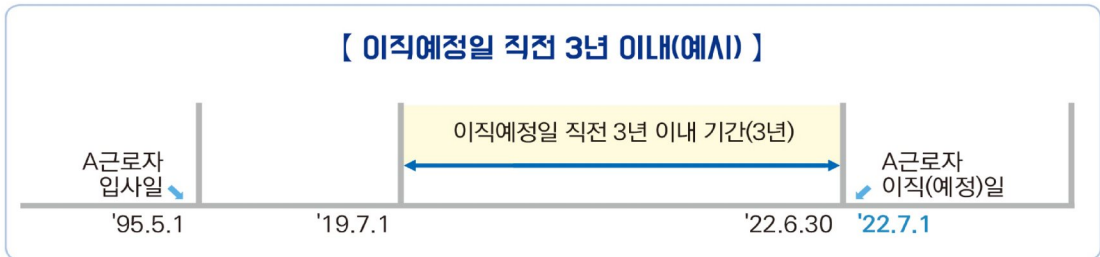 【 이직예정일 직전 3년 이내(예시) 】
이직예정일 직전 3년 이내 기간(3년)
A근로자
입사일
A근로자
이직(예정)일
'95.5.1
'19.7.1
'22.6.30
'22.7.1